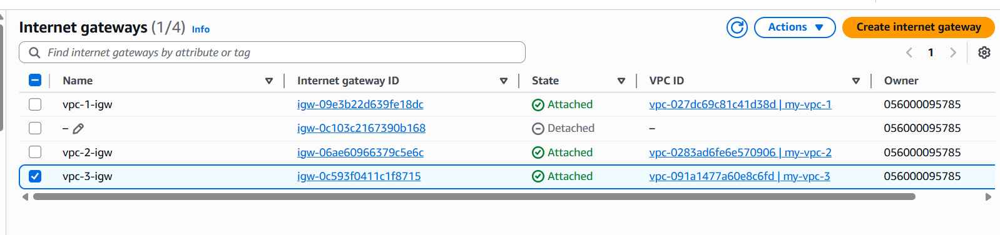 Internet gateways (1/4) Info
Actions
Create internet gateway
Find internet gateways by attribute or tag
1
Name Internet gateway ID State VPC ID Owner
vpc-1-igw igw-09e3b22d639fe18dc Attached vpc-027dc69c81c41d38d | my-vpc-1 056000095785
– igw-0c103c2167390b168 Detached – 056000095785
vpc-2-igw igw-06ae60966379c5e6c Attached vpc-0283ad6fe6e570906 | my-vpc-2 056000095785
vpc-3-igw igw-0c593f0411c1f8715 Attached vpc-091a1477a60e8c6fd | my-vpc-3 056000095785